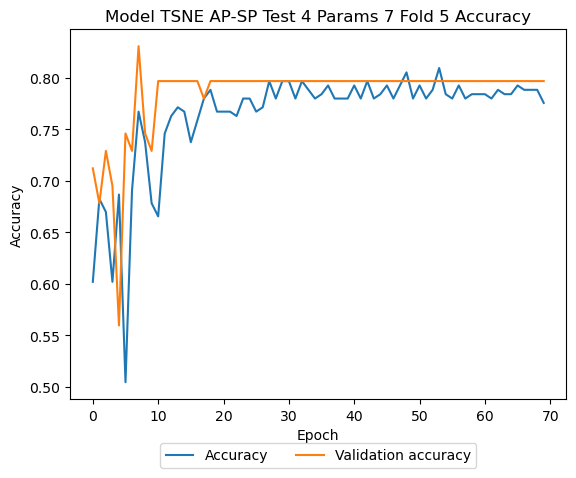 Model TSNE AP-SP Test 4 Params 7 Fold 5 Accuracy
Accuracy
0.80
0.75
0.70
0.65
0.60
0.55
0.50
0 10 20 30 40 50 60 70
Epoch
Accuracy Validation accuracy